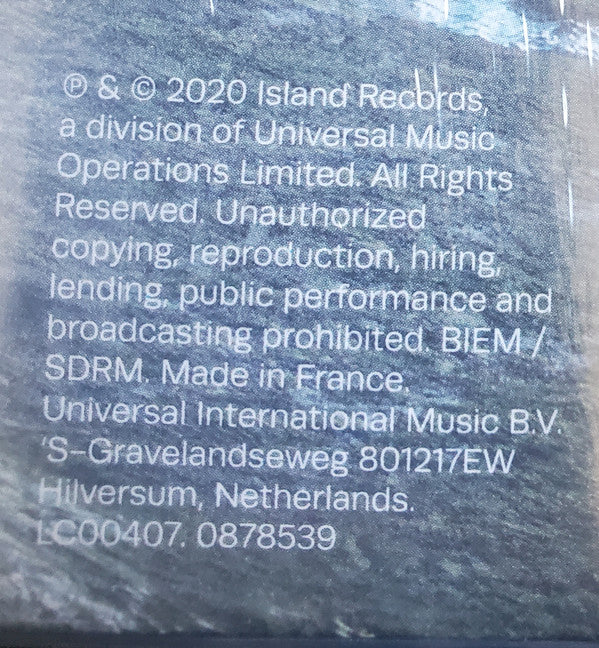 ℗ & © 2020 Island Records,
a division of Universal Music
Operations Limited. All Rights
Reserved. Unauthorized
copying, reproduction, hiring,
lending, public performance and
broadcasting prohibited. BIEM /
SDRM. Made in France.
Universal International Music B.V.
'S-Gravelandseweg 801217EW
Hilversum, Netherlands.
LC00407. 0878539